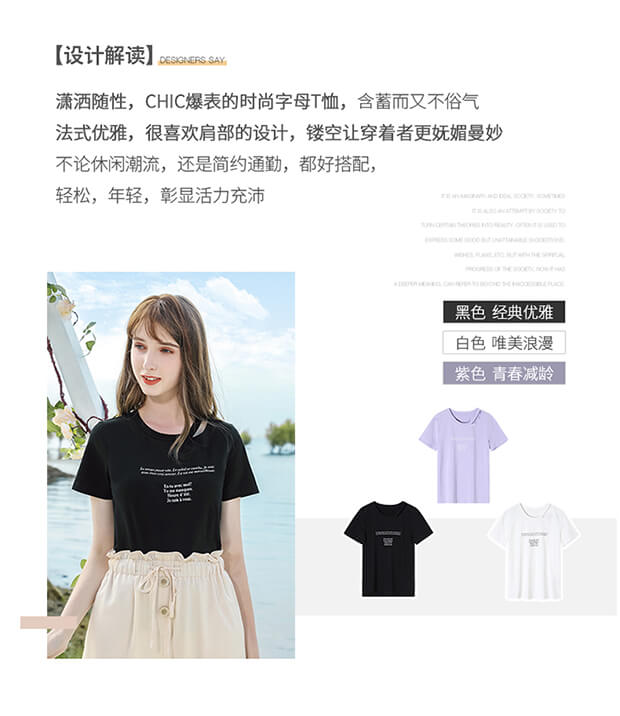 【设计解读】 DESIGNERS SAY
潇洒随性，CHIC爆表的时尚字母T恤，含蓄而又不俗气
法式优雅，很喜欢肩部的设计，镂空让穿着者更妩媚曼妙
不论休闲潮流，还是简约通勤，都好搭配，
轻松，年轻，彰显活力充沛
IT IS AN IMAGINARY AND IDEAL SOCIETY, SOMETIMES
IT IS ALSO AN ATTEMPT BY SOCIETY TO
TURN CERTAIN THEORIES INTO REALITY. OFTEN IT IS USED TO
EXPRESS SOME GOOD BUT UNATTAINABLE SUGGESTIONS,
WISHES, PLANS, ETC. BUT WITH THE SPIRITUAL
PROGRESS OF THE SOCIETY, NOW IT HAS
A DEEPER MEANING, CAN REFER TO BEYOND THE INACCESSIBLE PLACE.
黑色 经典优雅
白色 唯美浪漫
紫色 青春减龄